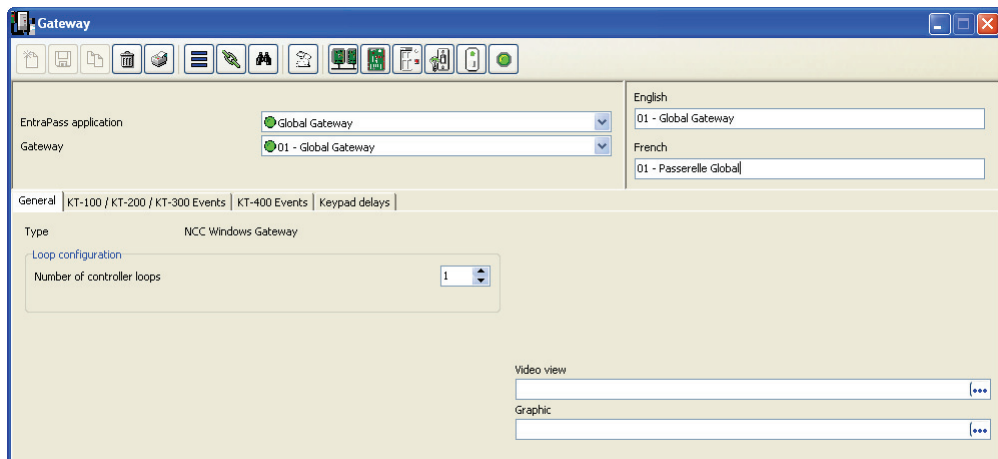 Gateway
English
EntraPass application Global Gateway 01 - Global Gateway
Gateway 01 - Global Gateway French
01 - Passerelle Global
General KT-100 / KT-200 / KT-300 Events KT-400 Events Keypad delays
Type NCC Windows Gateway
Loop configuration
Number of controller loops 1
Video view
Graphic